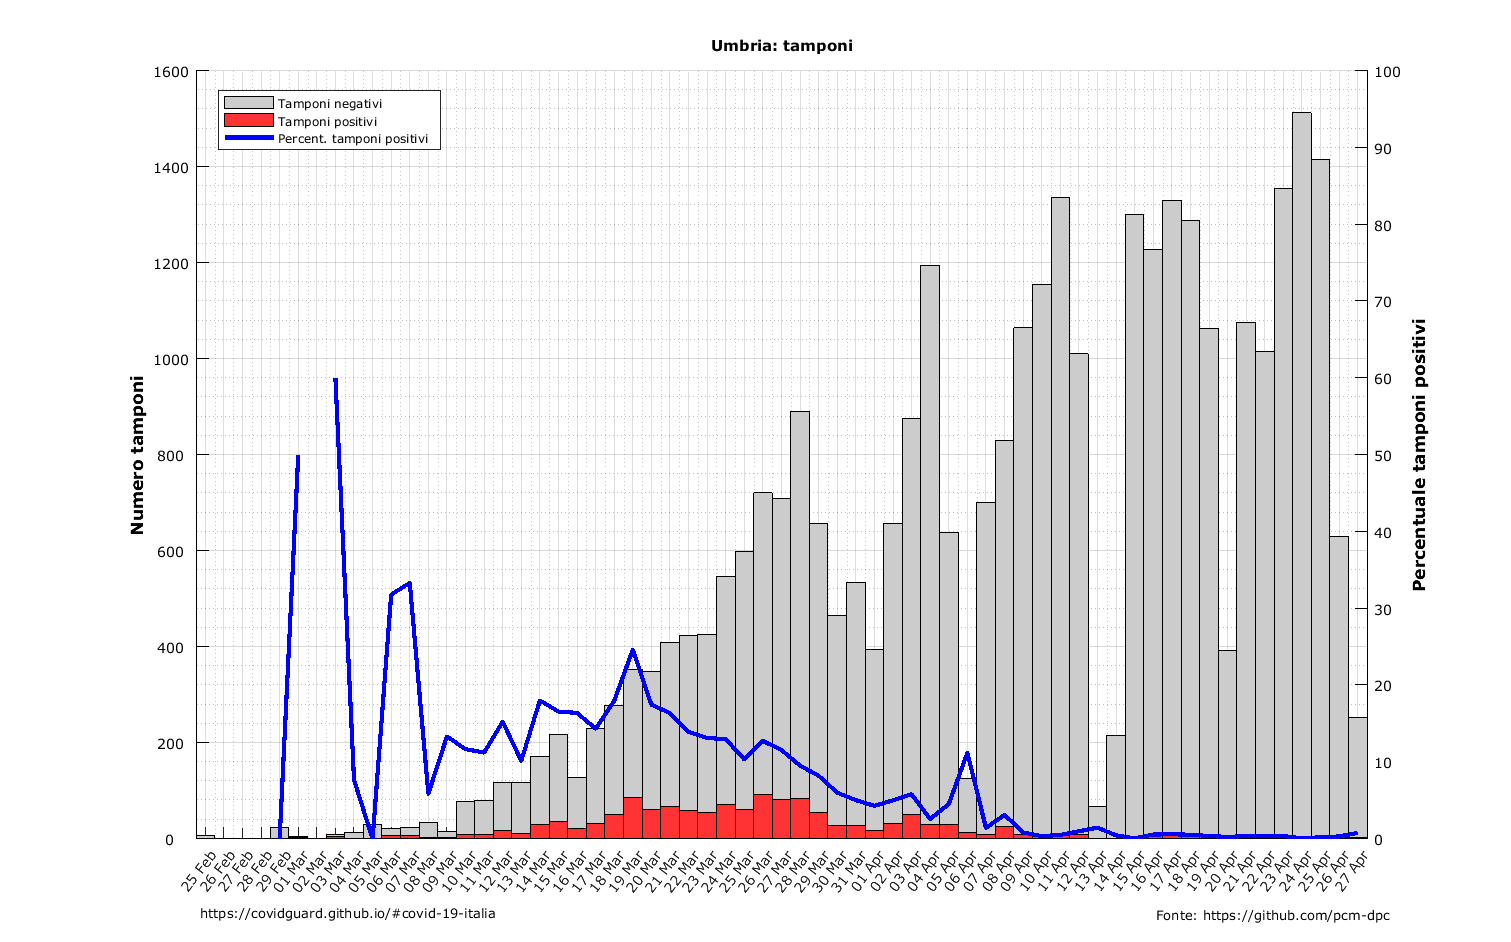 Umbria: tamponi
1600
1400
1200
1000
800
600
400
200
0
100
90
80
70
60
50
40
30
20
10
0
Numero tamponi
Percentuale tamponi positivi
Tamponi negativi
Tamponi positivi
Percent. tamponi positivi
25 Feb
26 Feb
27 Feb
28 Feb
29 Feb
01 Mar
02 Mar
03 Mar
04 Mar
05 Mar
06 Mar
07 Mar
08 Mar
09 Mar
10 Mar
11 Mar
12 Mar
13 Mar
14 Mar
15 Mar
16 Mar
17 Mar
18 Mar
19 Mar
20 Mar
21 Mar
22 Mar
23 Mar
24 Mar
25 Mar
26 Mar
27 Mar
28 Mar
29 Mar
30 Mar
31 Mar
01 Apr
02 Apr
03 Apr
04 Apr
05 Apr
06 Apr
07 Apr
08 Apr
09 Apr
10 Apr
11 Apr
12 Apr
13 Apr
14 Apr
15 Apr
16 Apr
17 Apr
18 Apr
19 Apr
20 Apr
21 Apr
22 Apr
23 Apr
24 Apr
25 Apr
26 Apr
27 Apr
https://covidguard.github.io/#covid-19-italia
Fonte: https://github.com/pcm-dpc